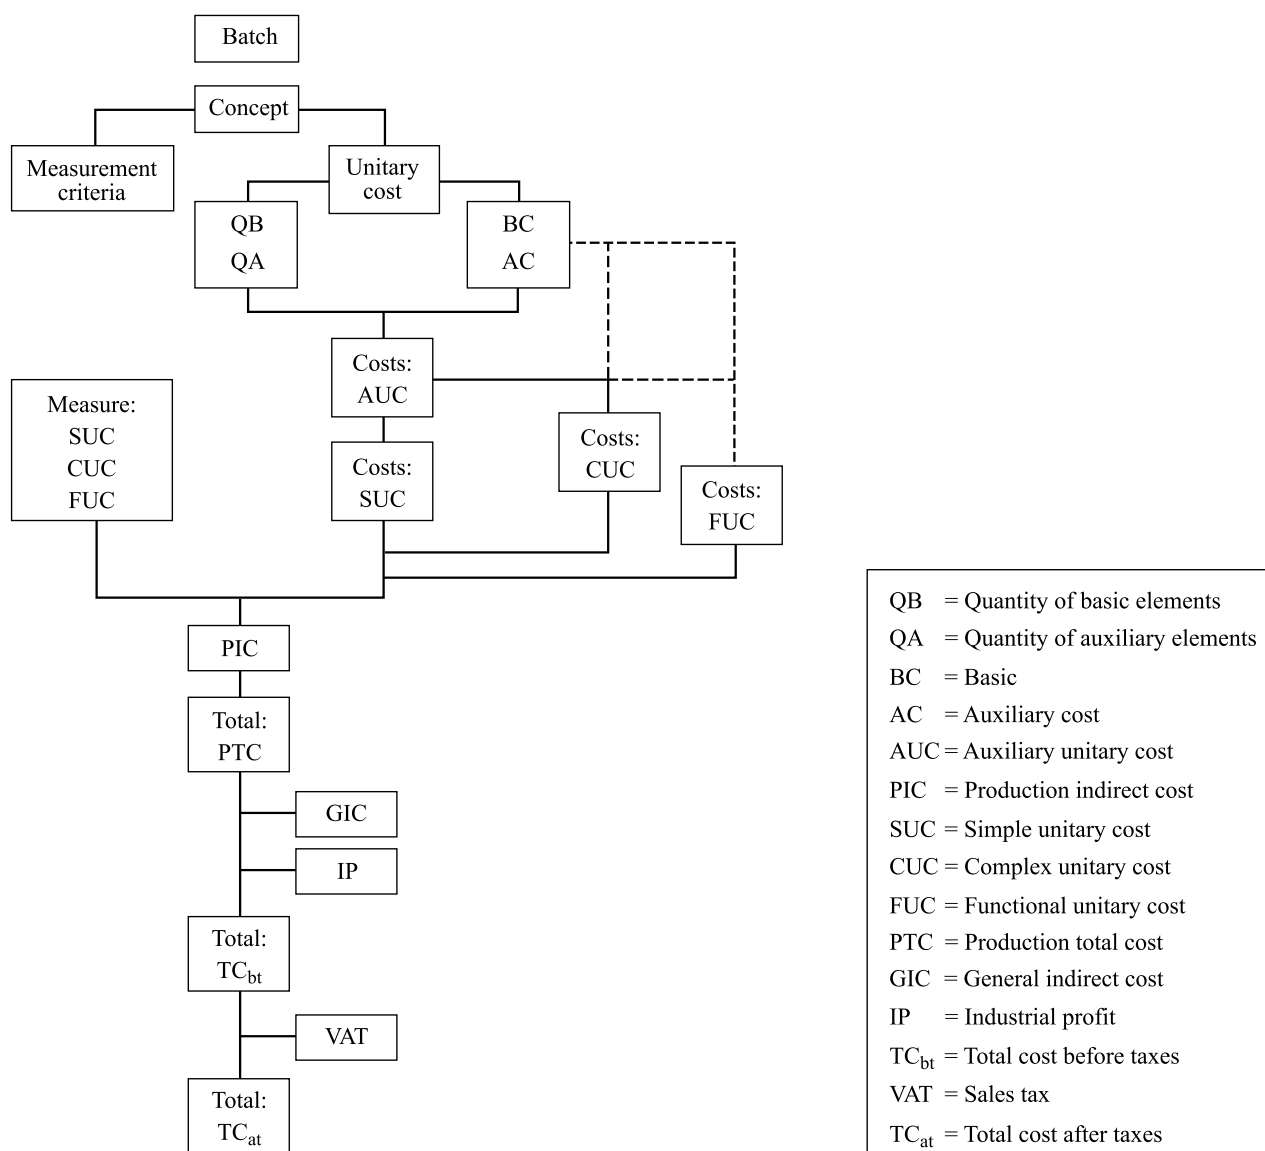 Batch
Concept
Measurement
criteria
Unitary
cost
QB
QA
BC
AC
Costs:
AUC
Measure:
SUC
CUC
FUC
Costs:
SUC
Costs:
CUC
Costs:
FUC
PIC
Total:
PTC
GIC
IP
Total:
TCbt
VAT
Total:
TCat
QB = Quantity of basic elements
QA = Quantity of auxiliary elements
BC = Basic
AC = Auxiliary cost
AUC = Auxiliary unitary cost
PIC = Production indirect cost
SUC = Simple unitary cost
CUC = Complex unitary cost
FUC = Functional unitary cost
PTC = Production total cost
GIC = General indirect cost
IP = Industrial profit
TCbt = Total cost before taxes
VAT = Sales tax
TCat = Total cost after taxes